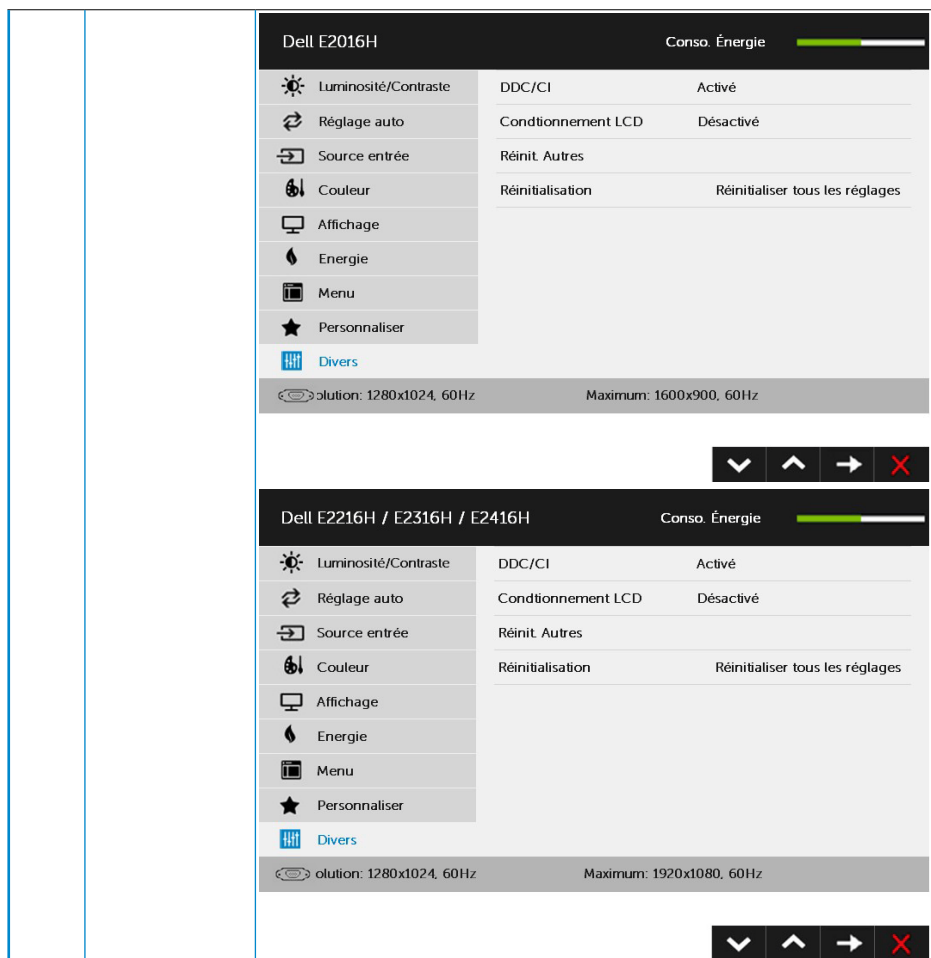 Dell E2016H Conso. Énergie
Luminosité/Contraste DDC/CI Activé
Réglage auto Condtionnement LCD Désactivé
Source entrée Réinit. Autres
Couleur Réinitialisation Réinitialiser tous les réglages
Affichage
Energie
Menu
Personnaliser
Divers
olution: 1280x1024, 60Hz Maximum: 1600x900, 60Hz
Dell E2216H / E2316H / E2416H Conso. Énergie
Luminosité/Contraste DDC/CI Activé
Réglage auto Condtionnement LCD Désactivé
Source entrée Réinit. Autres
Couleur Réinitialisation Réinitialiser tous les réglages
Affichage
Energie
Menu
Personnaliser
Divers
olution: 1280x1024, 60Hz Maximum: 1920x1080, 60Hz